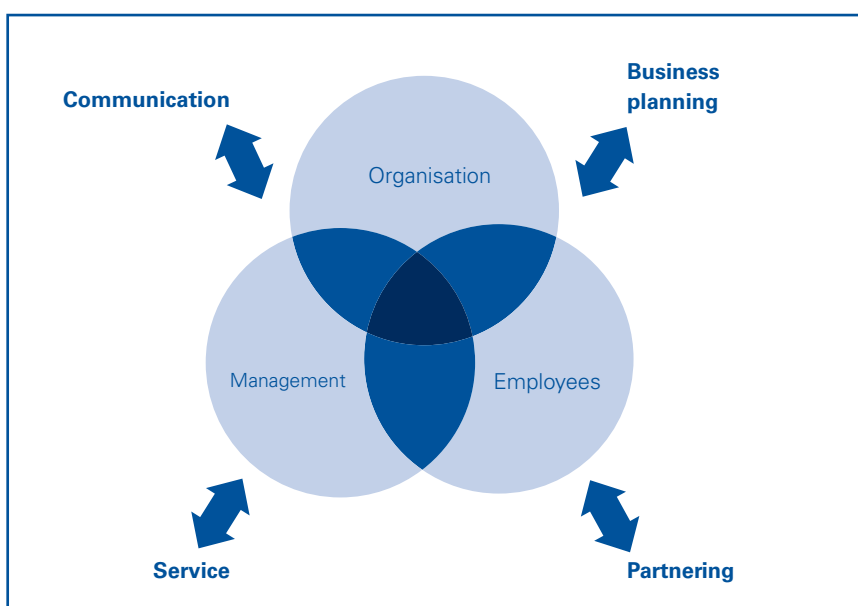 Communication
Business
planning
Organisation
Management
Employees
Service
Partnering